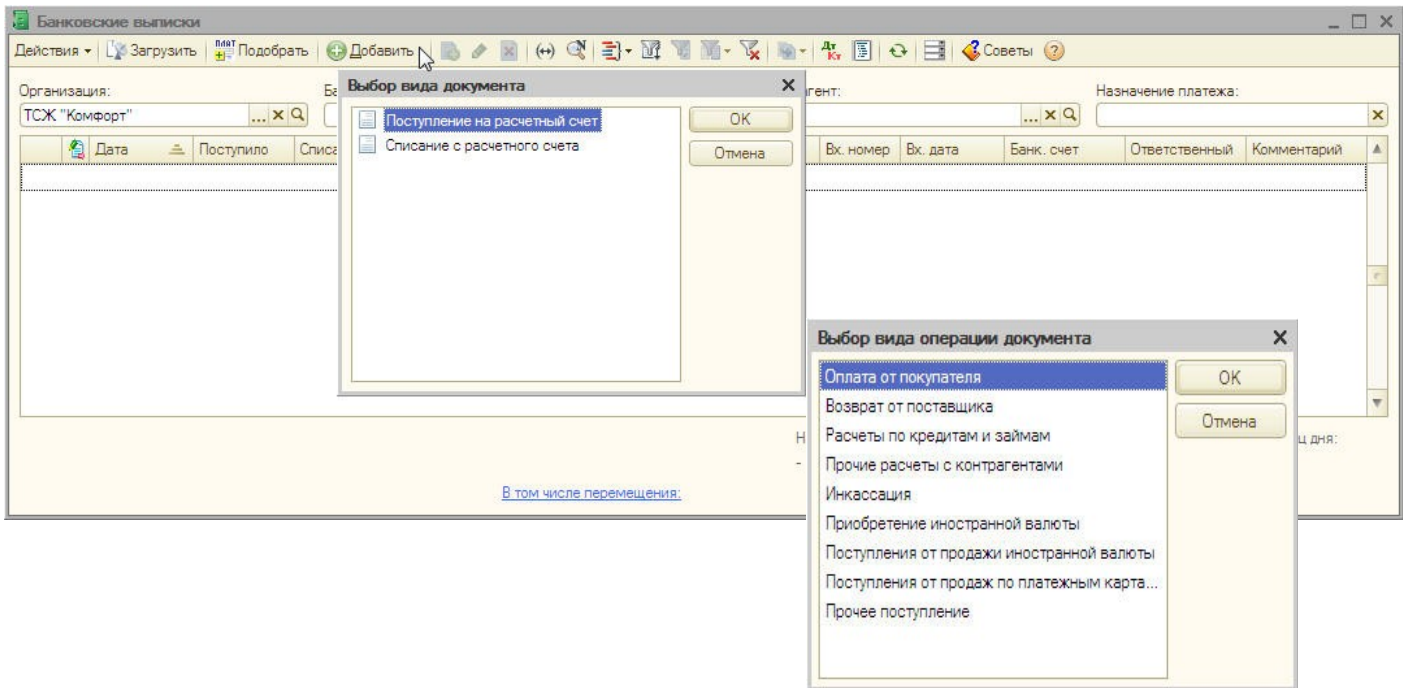 Банковские выписки
Действия Загрузить Подобрать Добавить Дт Кт Советы
Выбор вида документа
Организация:
Назначение платежа:
ТСЖ "Комфорт"
Поступление на расчетный счет
OK
Списание с расчетного счета
Отмена
Дата Поступило Вх. номер Вх. дата Банк. счет Ответственный Комментарий
Выбор вида операции документа
Оплата от покупателя
OK
Возврат от поставщика
Отмена
Расчеты по кредитам и займам
ц дня:
Прочие расчеты с контрагентами
Инкассация
В том числе перемещения:
Приобретение иностранной валюты
Поступления от продажи иностранной валюты
Поступления от продаж по платежным карта...
Прочее поступление